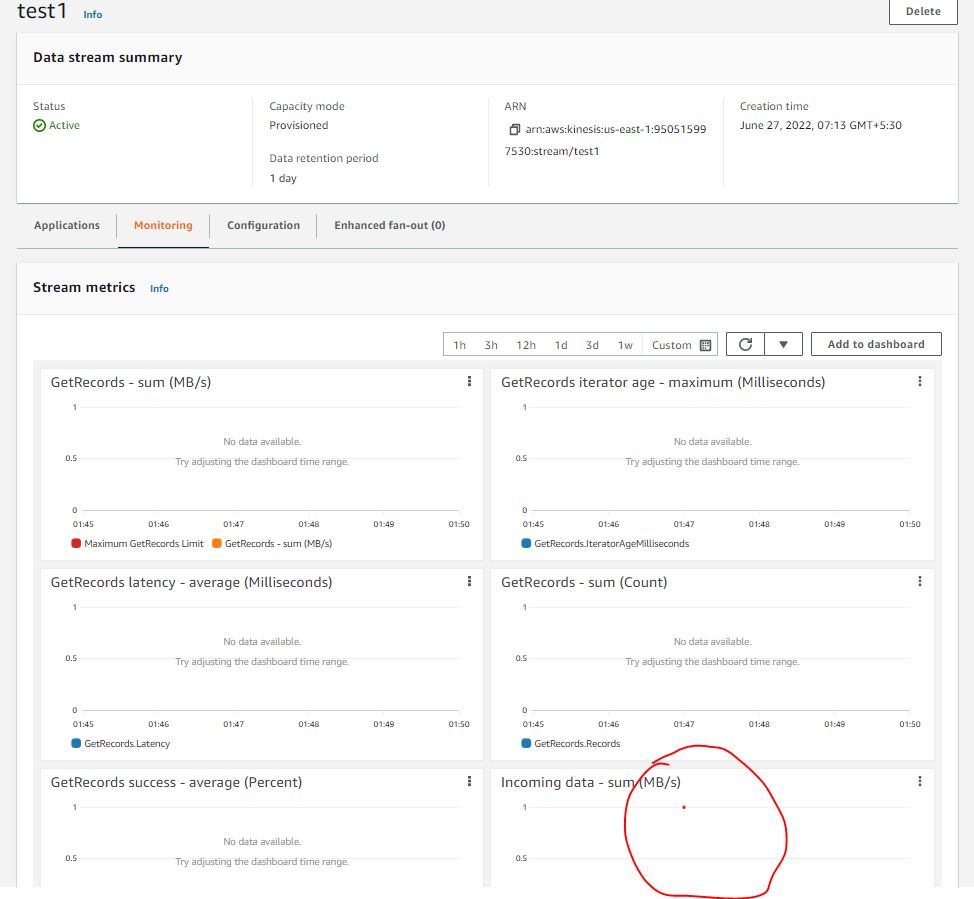 test1 Info Delete
Data stream summary
Status
Active
Capacity mode
Provisioned
Data retention period
1 day
ARN
arn:aws:kinesis:us-east-1:95051599
7530:stream/test1
Creation time
June 27, 2022, 07:13 GMT+5:30
Applications Monitoring Configuration Enhanced fan-out (0)
Stream metrics Info
1h 3h 12h 1d 3d 1w Custom Add to dashboard
GetRecords - sum (MB/s)
1
No data available.
0.5
Try adjusting the dashboard time range.
0
01:45 01:46 01:47 01:48 01:49 01:50
Maximum GetRecords Limit GetRecords - sum (MB/s)
GetRecords iterator age - maximum (Milliseconds)
1
No data available.
0.5
Try adjusting the dashboard time range.
0
01:45 01:46 01:47 01:48 01:49 01:50
GetRecords.IteratorAgeMilliseconds
GetRecords latency - average (Milliseconds)
1
No data available.
0.5
Try adjusting the dashboard time range.
0
01:45 01:46 01:47 01:48 01:49 01:50
GetRecords.Latency
GetRecords - sum (Count)
1
No data available.
0.5
Try adjusting the dashboard time range.
0
01:45 01:46 01:47 01:48 01:49 01:50
GetRecords.Records
GetRecords success - average (Percent)
1
No data available.
0.5
Try adjusting the dashboard time range.
Incoming data - sum (MB/s)
1
0.5